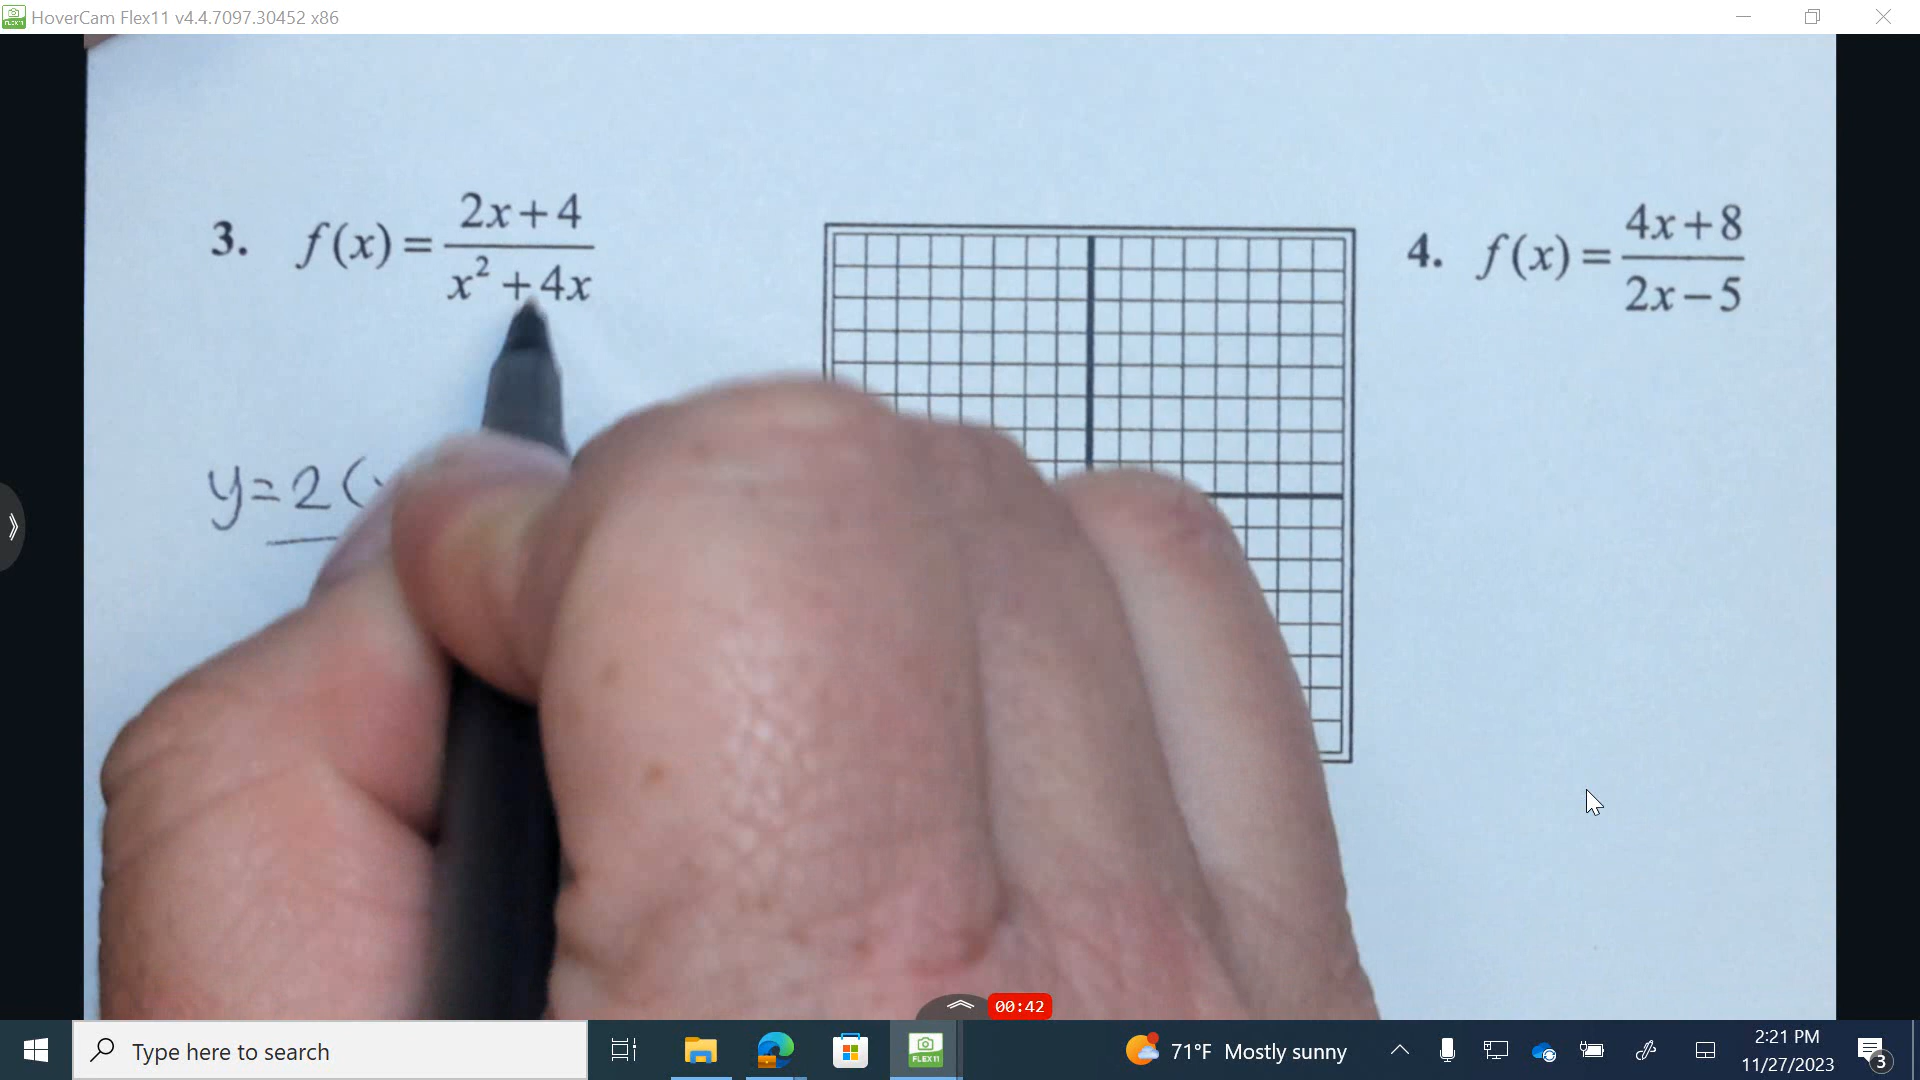 HoverCam Flex11 v4.4.7097.30452 x86
3. f(x) = (2x+4)/(x² +4x)
4. f(x) = (4x+8)/(2x−5)
y=2(
00:42
Type here to search
FLEX11
71°F Mostly sunny
2:21 PM
11/27/2023
3